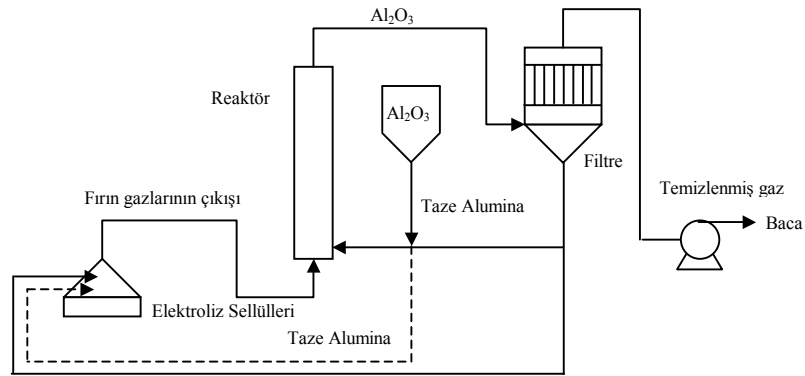 Al₂O₃
Reaktör
Al₂O₃
Filtre
Fırın gazlarının çıkışı
Taze Alumina
Temizlenmiş gaz
Baca
Elektroliz Sellülleri
Taze Alumina